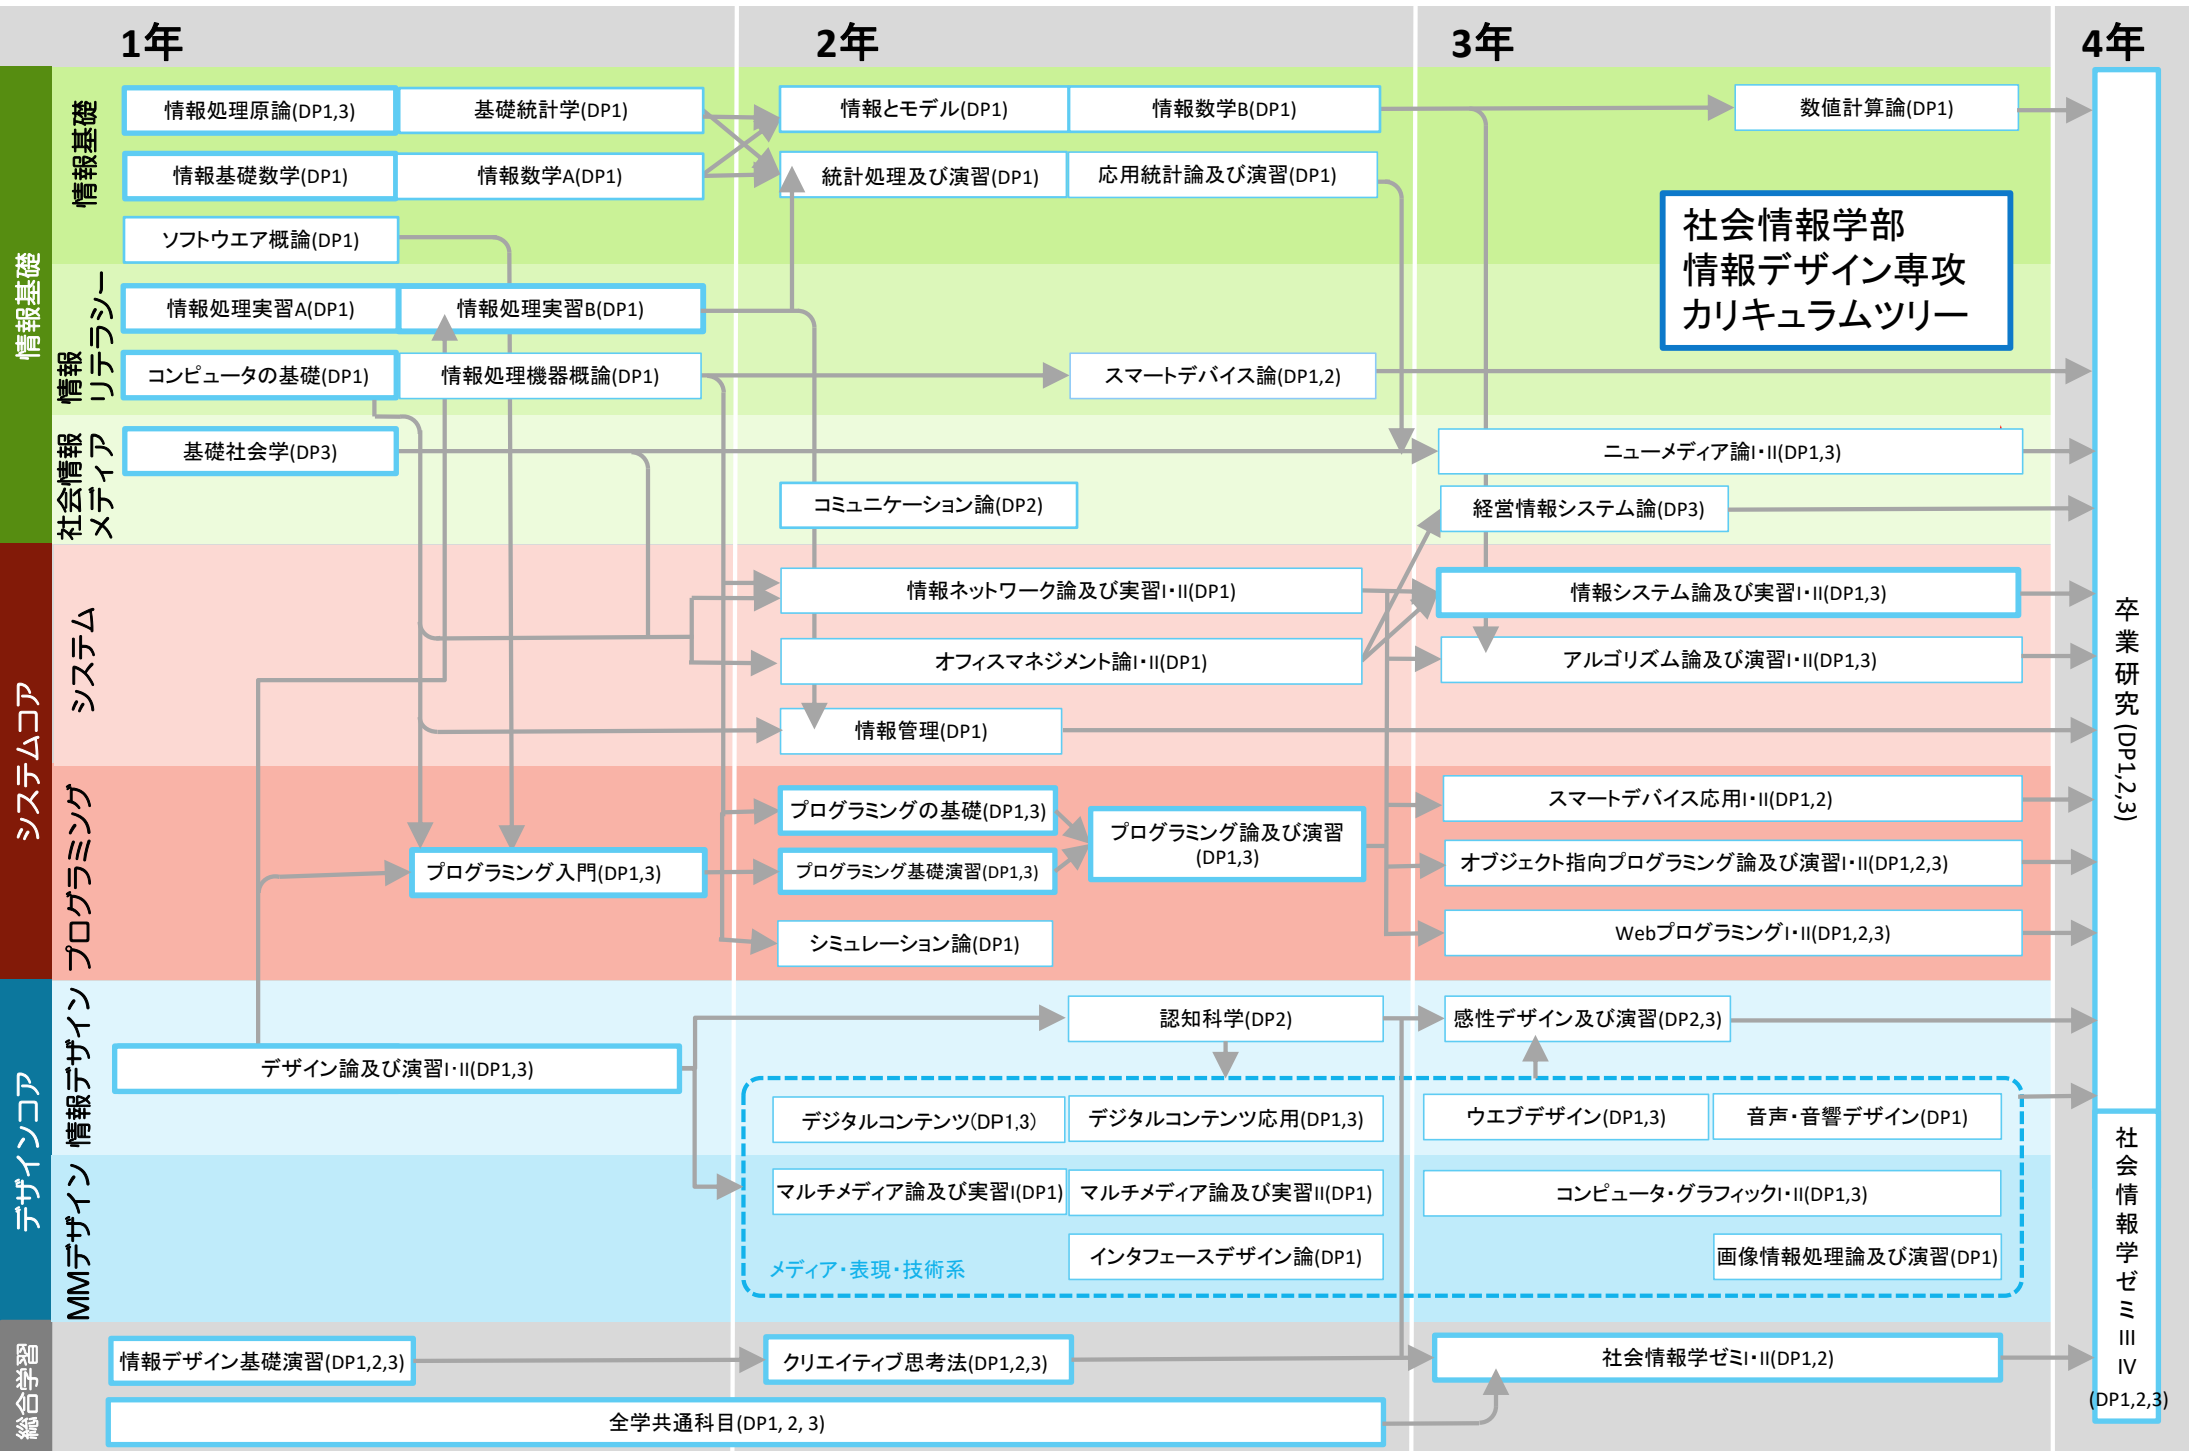 1年
2年
3年
4年
情報基礎
情報基礎
情報処理原論(DP1,3)
基礎統計学(DP1)
情報とモデル(DP1)
情報数学B(DP1)
数値計算論(DP1)
情報基礎数学(DP1)
情報数学A(DP1)
統計処理及び演習(DP1)
応用統計論及び演習(DP1)
ソフトウエア概論(DP1)
社会情報学部
情報デザイン専攻
カリキュラムツリー
情報
リテラシー
情報処理実習A(DP1)
情報処理実習B(DP1)
コンピュータの基礎(DP1)
情報処理機器概論(DP1)
スマートデバイス論(DP1,2)
社会情報
メディア
基礎社会学(DP3)
ニューメディア論I・II(DP1,3)
コミュニケーション論(DP2)
経営情報システム論(DP3)
システムコア
システム
情報ネットワーク論及び実習I・II(DP1)
情報システム論及び実習I・II(DP1,3)
オフィスマネジメント論I・II(DP1)
アルゴリズム論及び演習I・II(DP1,3)
情報管理(DP1)
プログラミング
プログラミングの基礎(DP1,3)
プログラミング論及び演習
(DP1,3)
スマートデバイス応用I・II(DP1,2)
プログラミング入門(DP1,3)
プログラミング基礎演習(DP1,3)
オブジェクト指向プログラミング論及び演習I・II(DP1,2,3)
シミュレーション論(DP1)
WebプログラミングI・II(DP1,2,3)
卒業研究(DP1,2,3)
デザインコア
情報デザイン
認知科学(DP2)
感性デザイン及び演習(DP2,3)
デザイン論及び演習I・II(DP1,3)
デジタルコンテンツ(DP1,3)
デジタルコンテンツ応用(DP1,3)
ウエブデザイン(DP1,3)
音声・音響デザイン(DP1)
MMデザイン
マルチメディア論及び実習I(DP1)
マルチメディア論及び実習II(DP1)
コンピュータ・グラフィックI・II(DP1,3)
インタフェースデザイン論(DP1)
画像情報処理論及び演習(DP1)
メディア・表現・技術系
総合学習
情報デザイン基礎演習(DP1,2,3)
クリエイティブ思考法(DP1,2,3)
社会情報学ゼミI・II(DP1,2)
全学共通科目(DP1, 2, 3)
社会情報学ゼミⅢⅣ
(DP1,2,3)